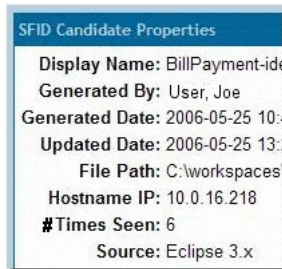 SFID Candidate Properties
Display Name: BillPayment-ide
Generated By: User, Joe
Generated Date: 2006-05-25 10:
Updated Date: 2006-05-25 13:
File Path: C:\workspaces\
Hostname IP: 10.0.16.218
#Times Seen: 6
Source: Eclipse 3.x